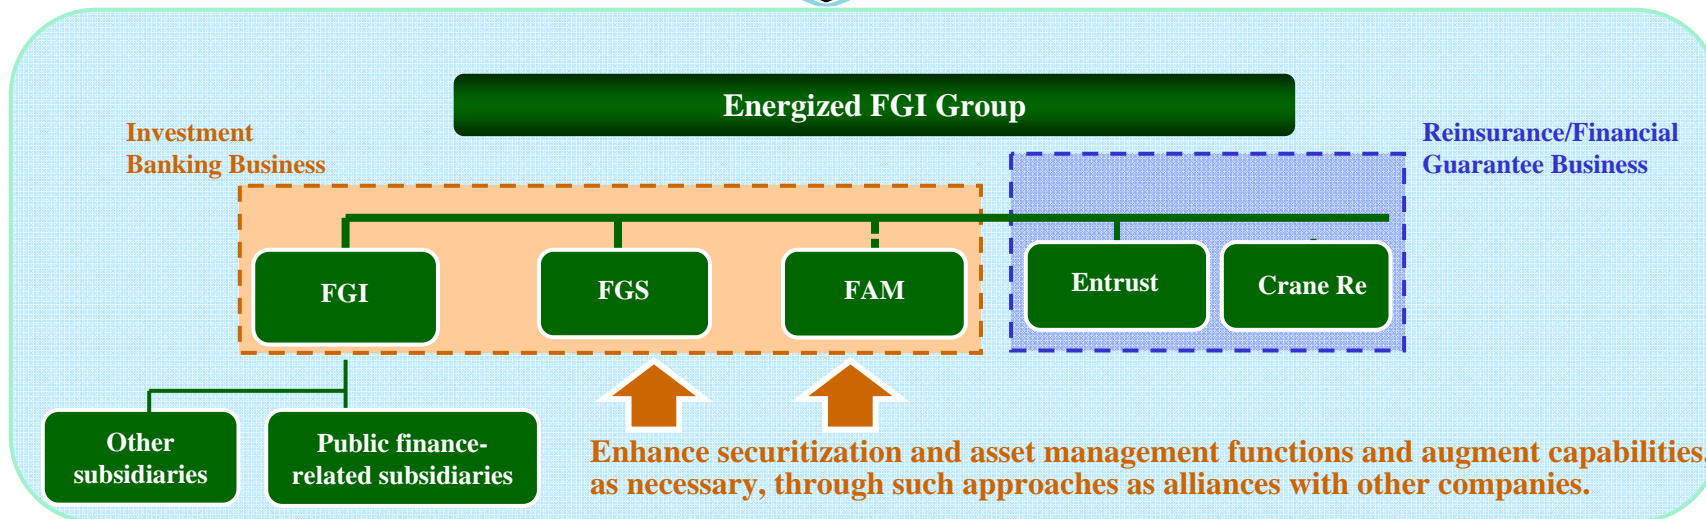 Energized FGI Group
Investment
Banking Business
Reinsurance/Financial
Guarantee Business
FGI
FGS
FAM
Entrust
Crane Re
Other
subsidiaries
Public finance-
related subsidiaries
Enhance securitization and asset management functions and augment capabilities,
as necessary, through such approaches as alliances with other companies.